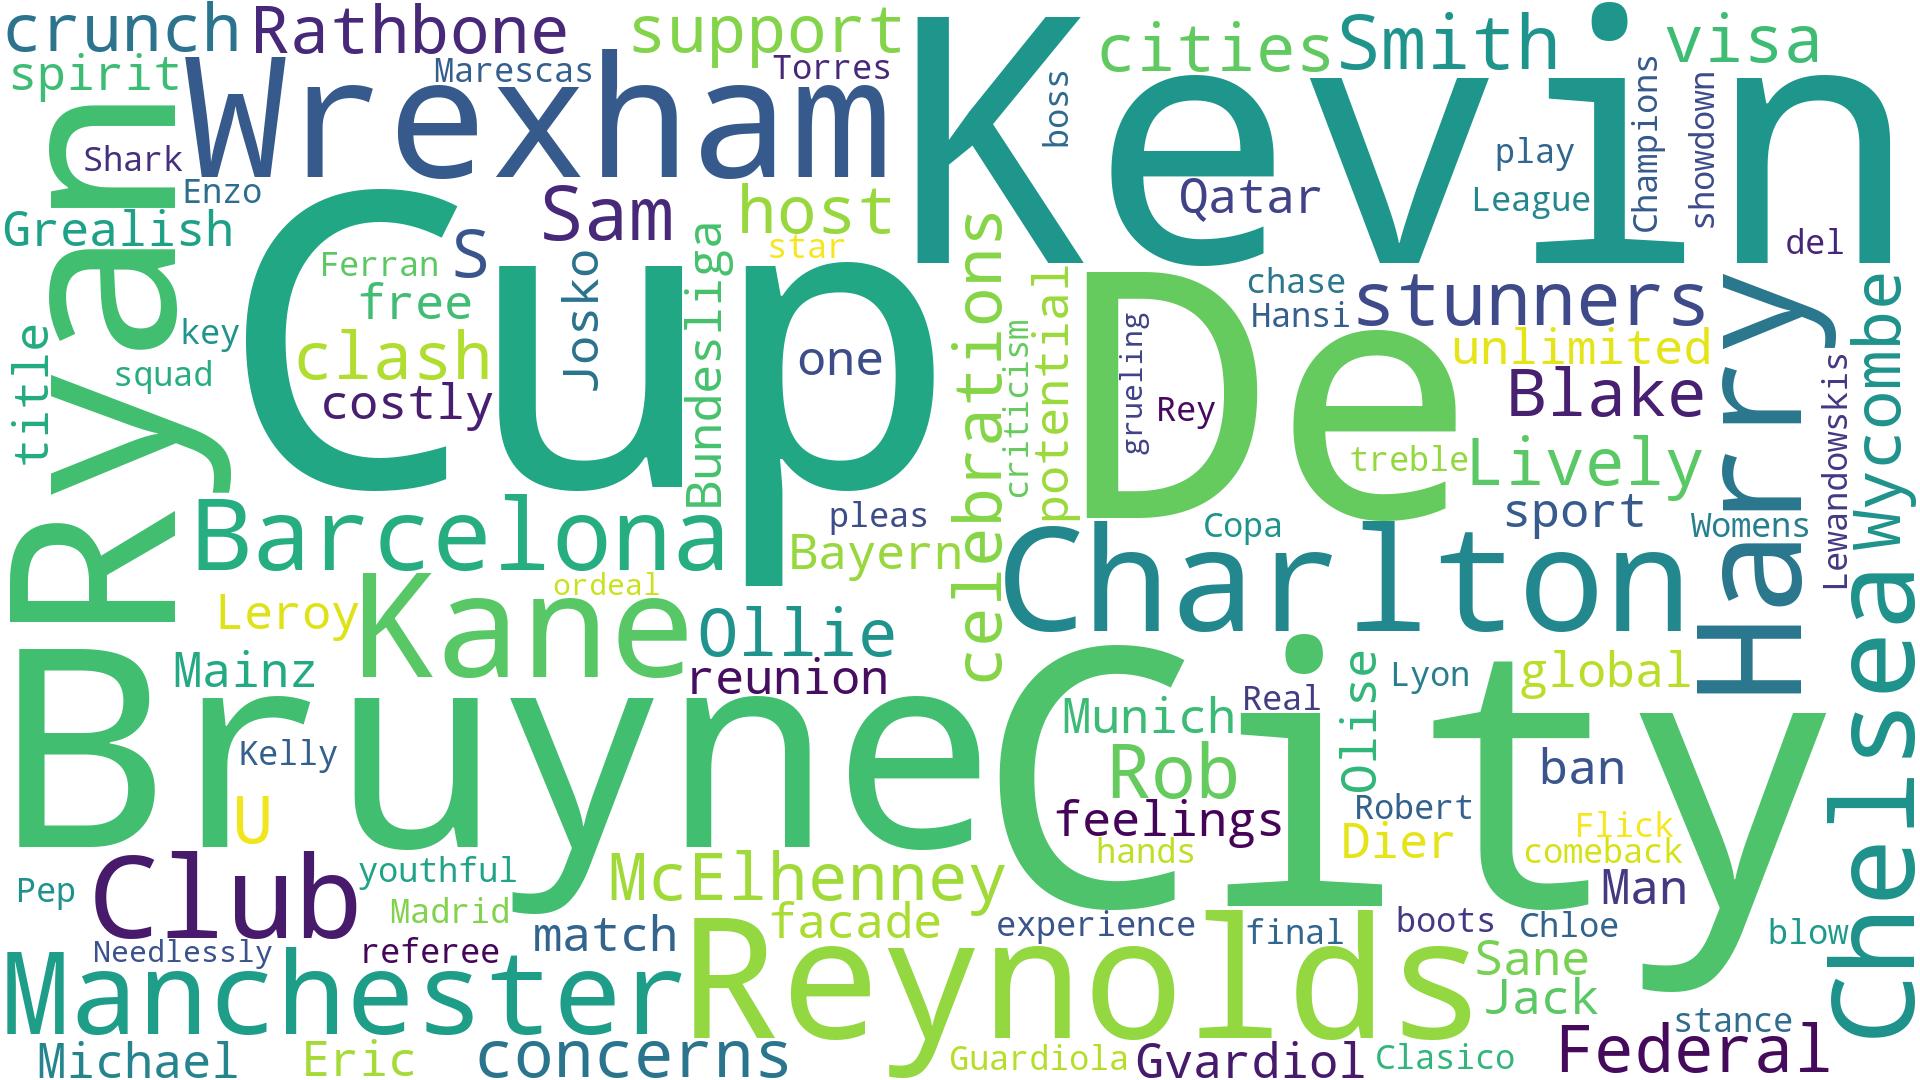 crunch
Rathbone
support
Kevin
cities
Smith
visa
spirit
Wrexham
Marescas
Torres
boss
Champions
showdown
Ryan
Shark
Enzo
play
League
Qatar
Grealish
Cup
Sam
host
del
S
star
Ferran
free
Josko
Bundesliga
celebrations
De
chase
Hansi
stunners
Harry
Wycombe
title
key
squad
clash
costly
one
criticism
potential
grueling
Rey
unlimited
Blake
Lewandowskis
treble
Lively
Barcelona
pleas
Bayern
Copa
sport
Womens
Charlton
Kane
ordeal
Leroy
Ollie
reunion
Mainz
Bruyne
City
Munich
Real
Olise
Lyon
global
Chelsea
Kelly
Rob
ban
U
feelings
Robert
Dier
Flick
hands
comeback
Club
youthful
McElhenney
Man
Pep
Madrid
facade
experience
final
boots
Chloe
blow
Needlessly
referee
match
Reynolds
Sane
Manchester
Jack
stance
Michael
Eric
concerns
Guardiola
Gvardiol
Clasico
Federal